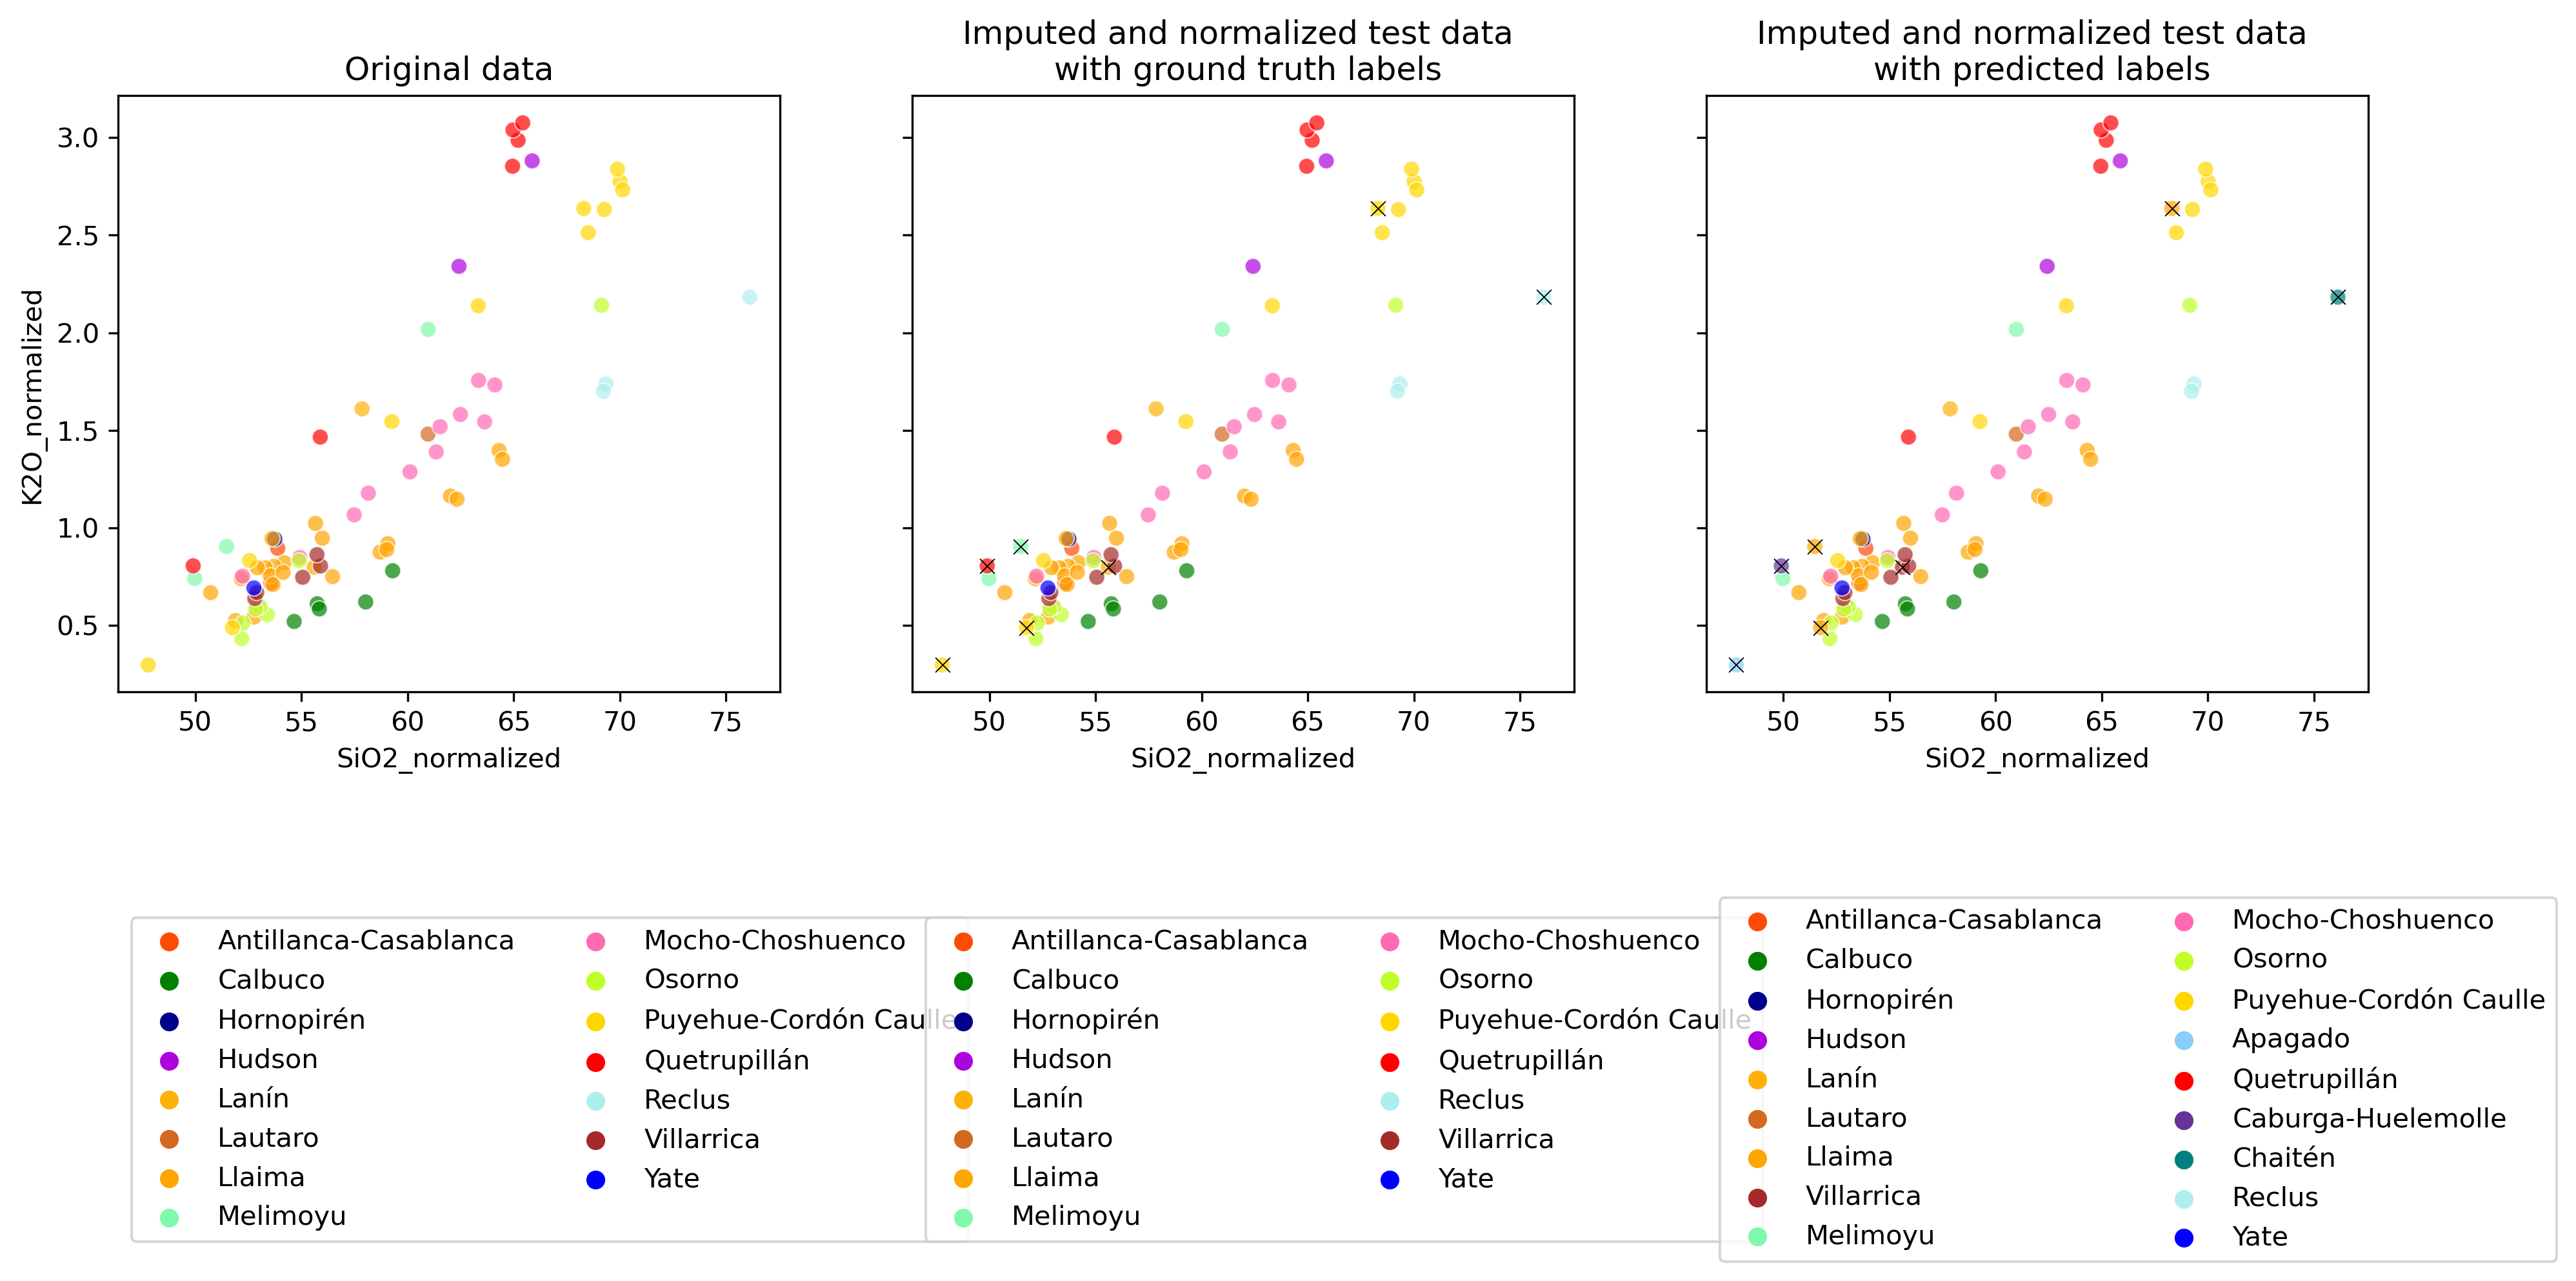 Original data
Imputed and normalized test data
with ground truth labels
Imputed and normalized test data
with predicted labels
K2O_normalized
3.0
2.5
2.0
1.5
1.0
0.5
50 55 60 65 70 75
50 55 60 65 70 75
50 55 60 65 70 75
SiO2_normalized
SiO2_normalized
SiO2_normalized
Antillanca-Casablanca
Calbuco
Hornopirén
Hudson
Lanín
Lautaro
Llaima
Melimoyu
Mocho-Choshuenco
Osorno
Puyehue-Cordón Caulle
Quetrupillán
Reclus
Villarrica
Yate
Antillanca-Casablanca
Calbuco
Hornopirén
Hudson
Lanín
Lautaro
Llaima
Melimoyu
Mocho-Choshuenco
Osorno
Puyehue-Cordón Caulle
Quetrupillán
Reclus
Villarrica
Yate
Antillanca-Casablanca
Calbuco
Hornopirén
Hudson
Lanín
Lautaro
Llaima
Villarrica
Melimoyu
Mocho-Choshuenco
Osorno
Puyehue-Cordón Caulle
Apagado
Quetrupillán
Caburga-Huelemolle
Chaitén
Reclus
Yate